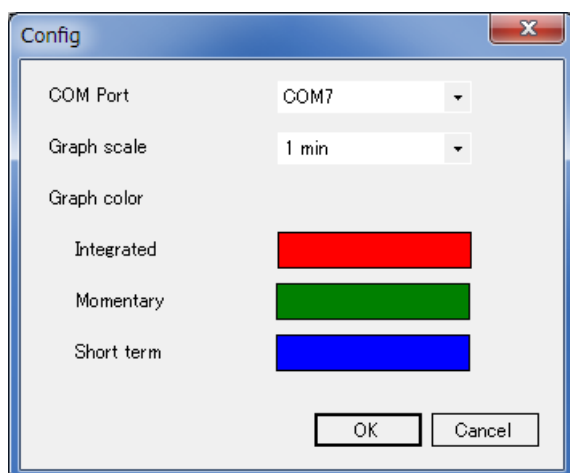 Config
COM Port COM7
Graph scale 1 min
Graph color
Integrated
Momentary
Short term
OK Cancel